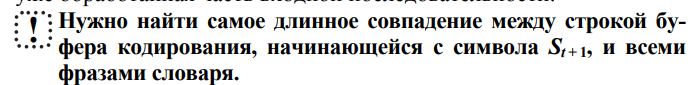 ! Нужно найти самое длинное совпадение между строкой бу-
фера кодирования, начинающейся с символа St+1, и всеми
фразами словаря.